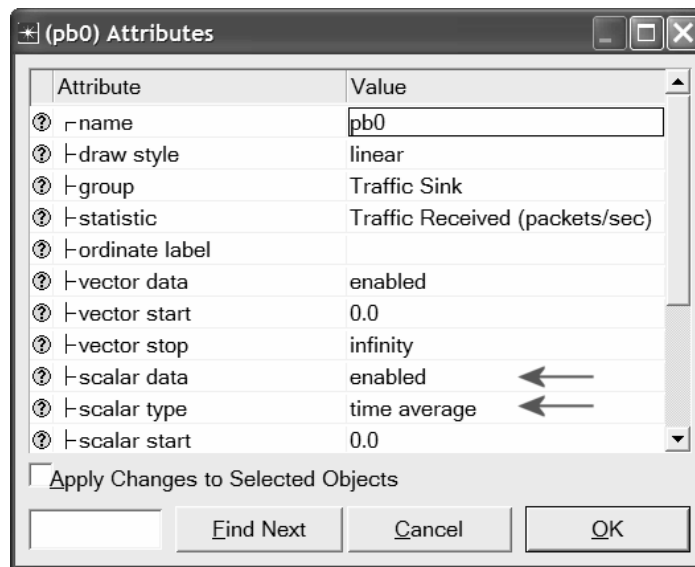 (pb0) Attributes
Attribute Value
name pb0
draw style linear
group Traffic Sink
statistic Traffic Received (packets/sec)
ordinate label
vector data enabled
vector start 0.0
vector stop infinity
scalar data enabled
scalar type time average
scalar start 0.0
Apply Changes to Selected Objects
Find Next Cancel OK